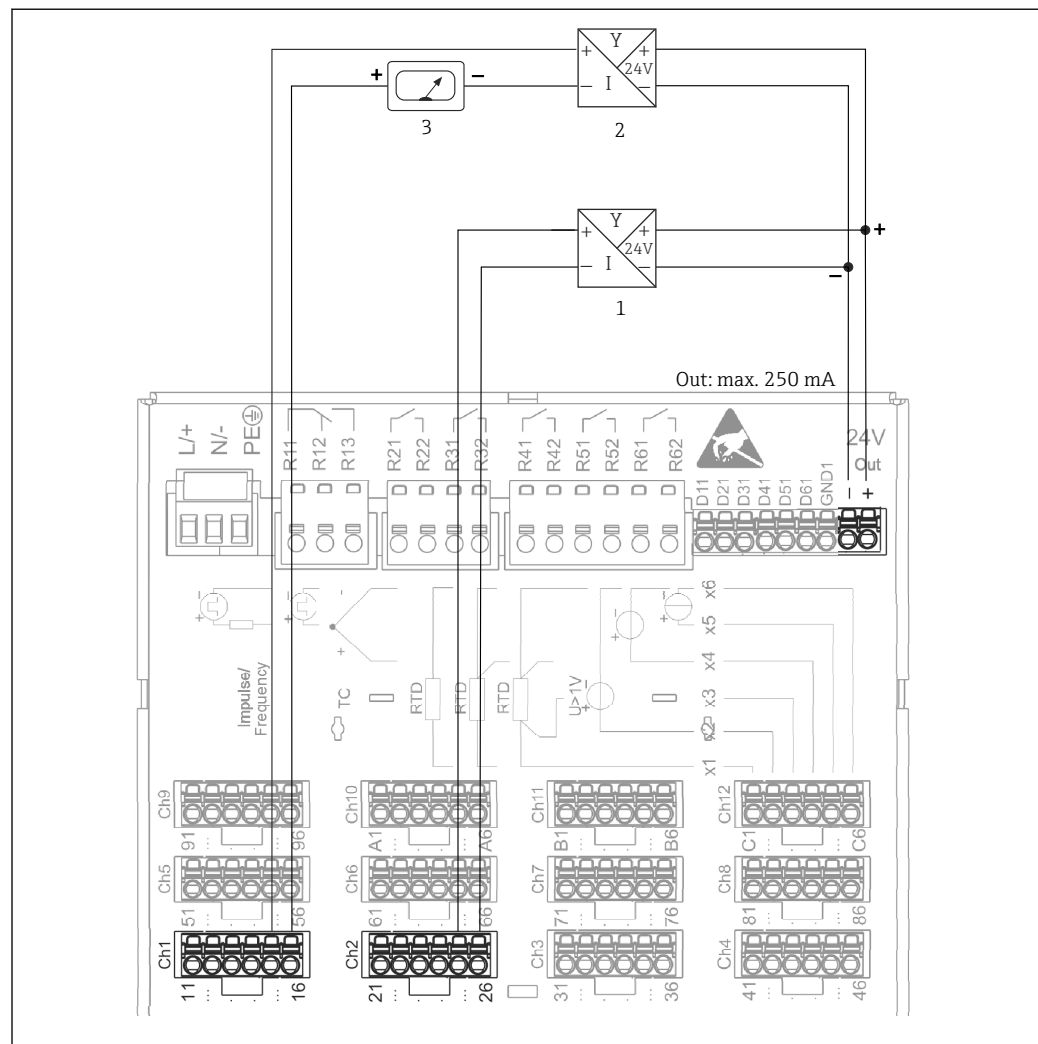 Y
+ +
24V
− I −
2
+ −
3
Y
+ +
24V
− I −
1
+
−
Out: max. 250 mA
L/+
N/-
PE
R11
R12
R13
R21
R22
R31
R32
R41
R42
R51
R52
R61
R62
D11
D21
D31
D41
D51
D61
GND1
24V
Out
−
+
Impulse/
Frequency
- +
- +
-
+
TC
RTD
RTD
RTD
U>1V
+ -
+ -
+ -
x6
x5
x4
x3
x2
x1
Ch9
91 ... . . ... 96
Ch10
A1 ... . . ... A6
Ch11
B1 ... . . ... B6
Ch12
C1 ... . . ... C6
Ch5
51 ... . . ... 56
Ch6
61 ... . . ... 66
Ch7
71 ... . . ... 76
Ch8
81 ... . . ... 86
Ch1
11 ... . . ... 16
Ch2
21 ... . . ... 26
Ch3
31 ... . . ... 36
Ch4
41 ... . . ... 46